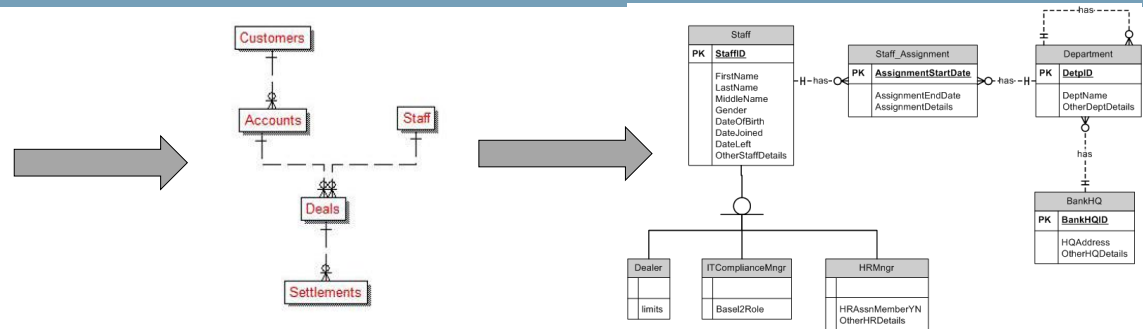 Customers
Accounts
Staff
Deals
Settlements
Staff
PK StaffID
FirstName
LastName
MiddleName
Gender
DateOfBirth
DateJoined
DateLeft
OtherStaffDetails
has
Staff_Assignment
PK AssignmentStartDate
AssignmentEndDate
AssignmentDetails
has
has
Department
PK DetpID
DeptName
OtherDeptDetails
has
BankHQ
PK BankHQID
HQAddress
OtherHQDetails
Dealer
limits
ITComplianceMngr
Basel2Role
HRMngr
HRAssnMemberYN
OtherHRDetails